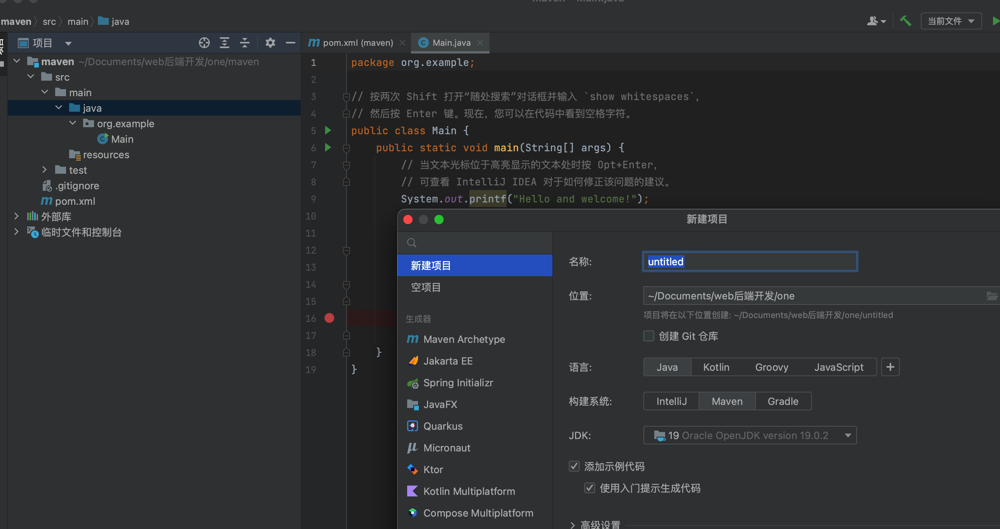 maven src main java
当前文件
项目
pom.xml (maven)
Main.java
maven ~/Documents/web后端开发/one/maven
src
main
java
org.example
Main
resources
test
.gitignore
pom.xml
外部库
临时文件和控制台
1 package org.example;
2
3 // 按两次 Shift 打开“随处搜索”对话框并输入 `show whitespaces`，
4 // 然后按 Enter 键。现在，您可以在代码中看到空格字符。
5 public class Main {
6 public static void main(String[] args) {
7 // 当文本光标位于高亮显示的文本处时按 Opt+Enter，
8 // 可查看 IntelliJ IDEA 对于如何修正该问题的建议。
9 System.out.printf("Hello and welcome!");
10
11
12
13
14
15
16
17
18 }
19 }
新建项目
新建项目
空项目
生成器
Maven Archetype
Jakarta EE
Spring Initializr
JavaFX
Quarkus
Micronaut
Ktor
Kotlin Multiplatform
Compose Multiplatform
名称: untitled
位置: ~/Documents/web后端开发/one
项目将在以下位置创建: ~/Documents/web后端开发/one/untitled
创建 Git 仓库
语言: Java Kotlin Groovy JavaScript +
构建系统: IntelliJ Maven Gradle
JDK: 19 Oracle OpenJDK version 19.0.2
添加示例代码
使用入门提示生成代码
高级设置